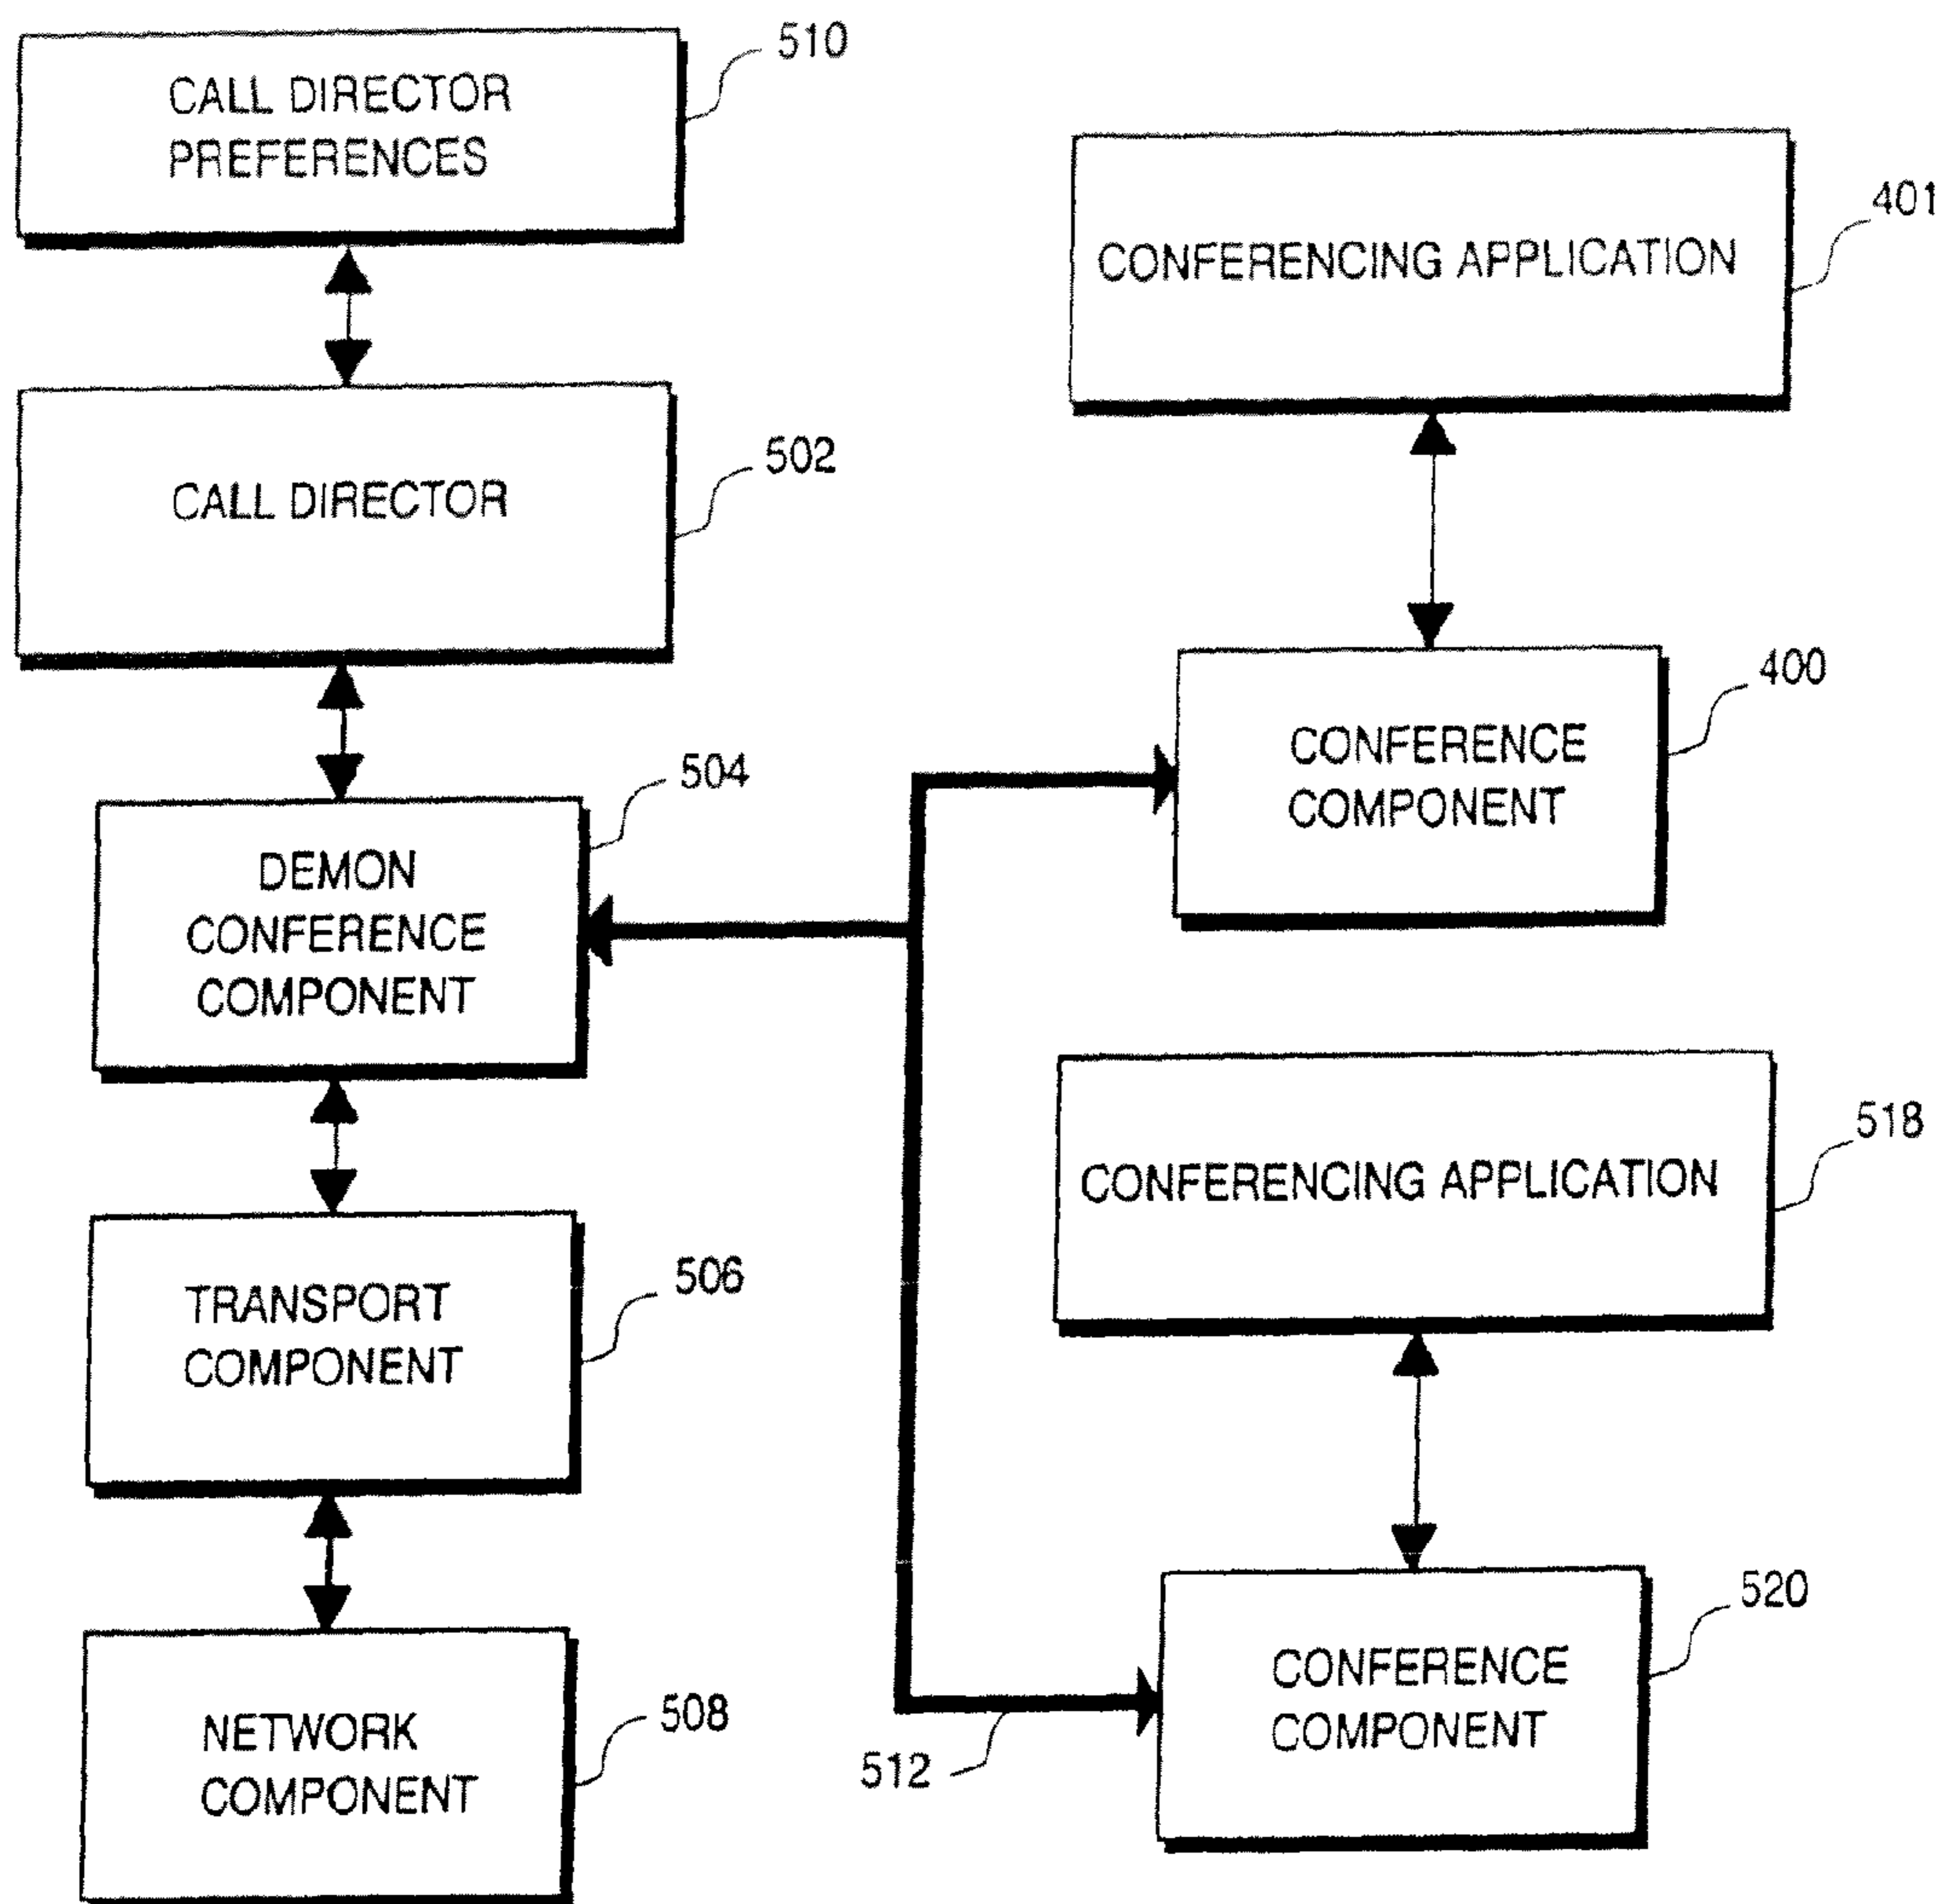 CALL DIRECTOR
PREFERENCES
510
CALL DIRECTOR
502
DEMON
CONFERENCE
COMPONENT
504
TRANSPORT
COMPONENT
506
NETWORK
COMPONENT
508
CONFERENCING APPLICATION
401
CONFERENCE
COMPONENT
400
CONFERENCING APPLICATION
518
CONFERENCE
COMPONENT
520
512